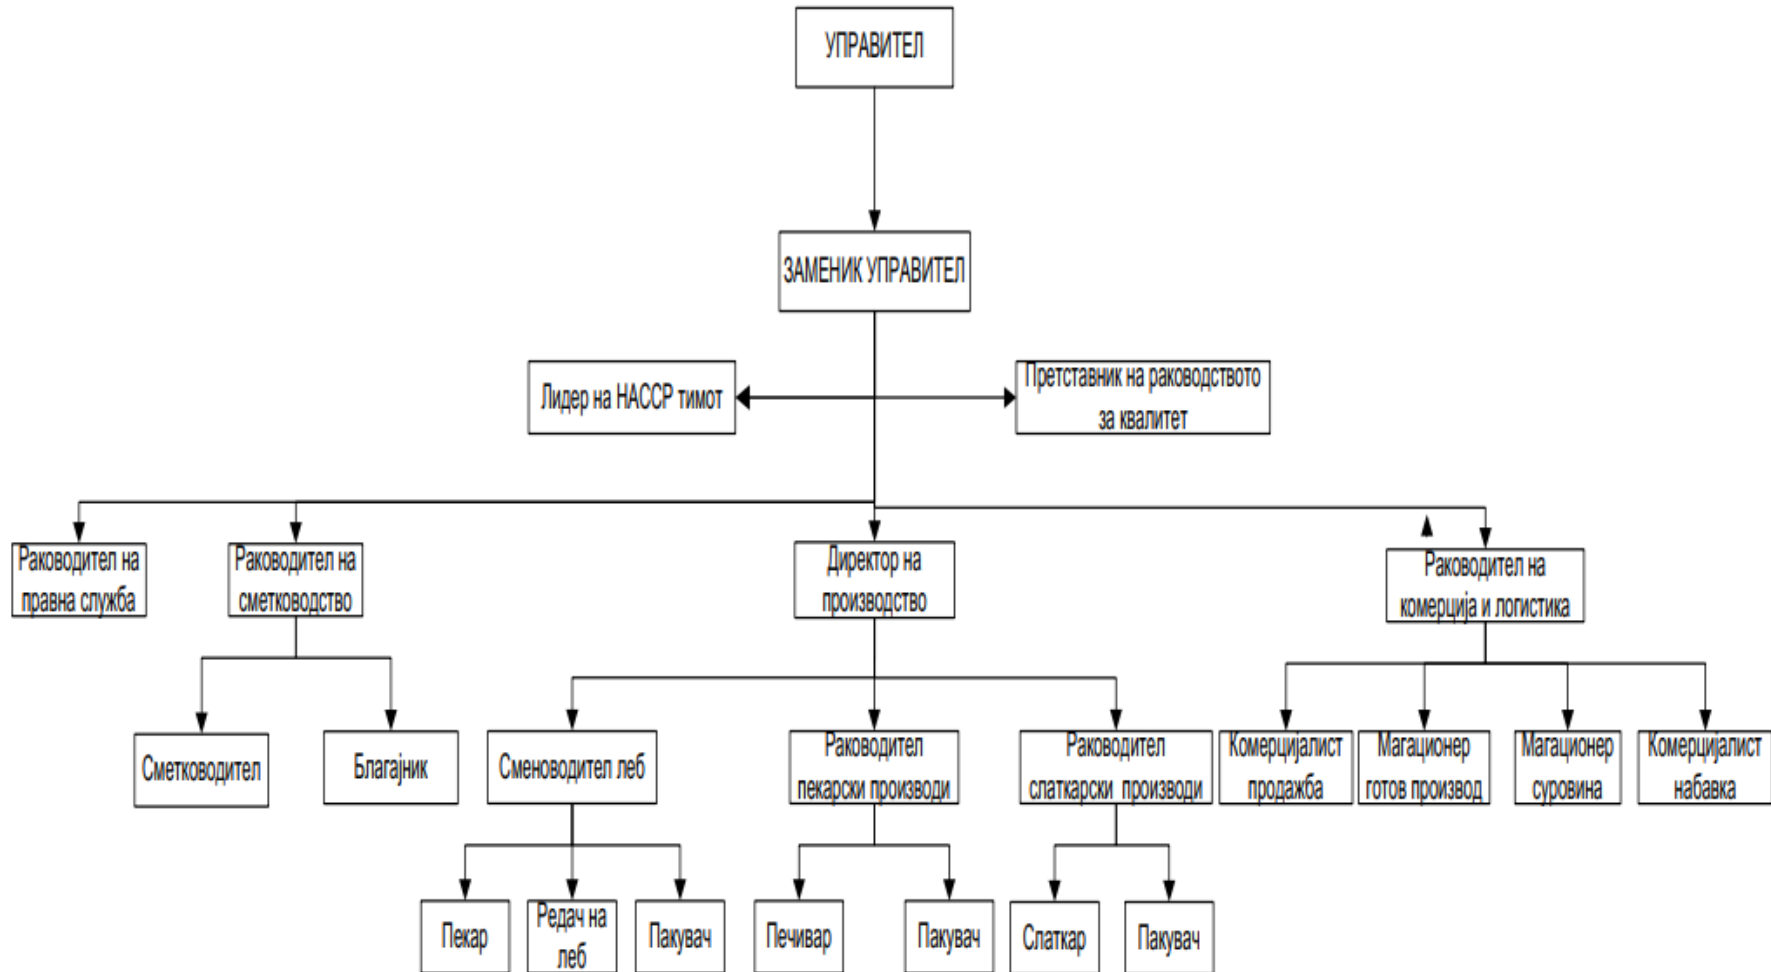 УПРАВИТЕЛ
ЗАМЕНИК УПРАВИТЕЛ
Лидер на НАССР тимот
Претставник на раководството
за квалитет
Раководител на
правна служба
Раководител на
сметководство
Директор на
производство
Раководител на
комерција и логистика
Сметководител
Благајник
Сменоводител леб
Раководител
пекарски производи
Раководител
слаткарски производи
Комерцијалист
продажба
Магационер
готов производ
Магационер
суровина
Комерцијалист
набавка
Пекар
Редач на
леб
Пакувач
Печивар
Пакувач
Слаткар
Пакувач